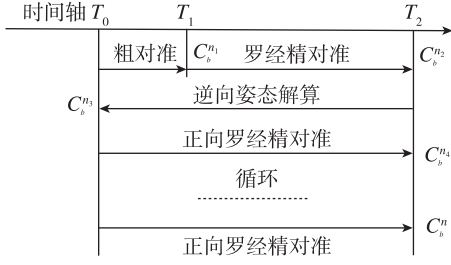 时间轴 T₀ T₁ T₂
粗对准 C_b^{n₁} 罗经精对准 C_b^{n₂}
逆向姿态解算
C_b^{n₃}
正向罗经精对准
C_b^{n₄}
循环
C_b^{n}
正向罗经精对准